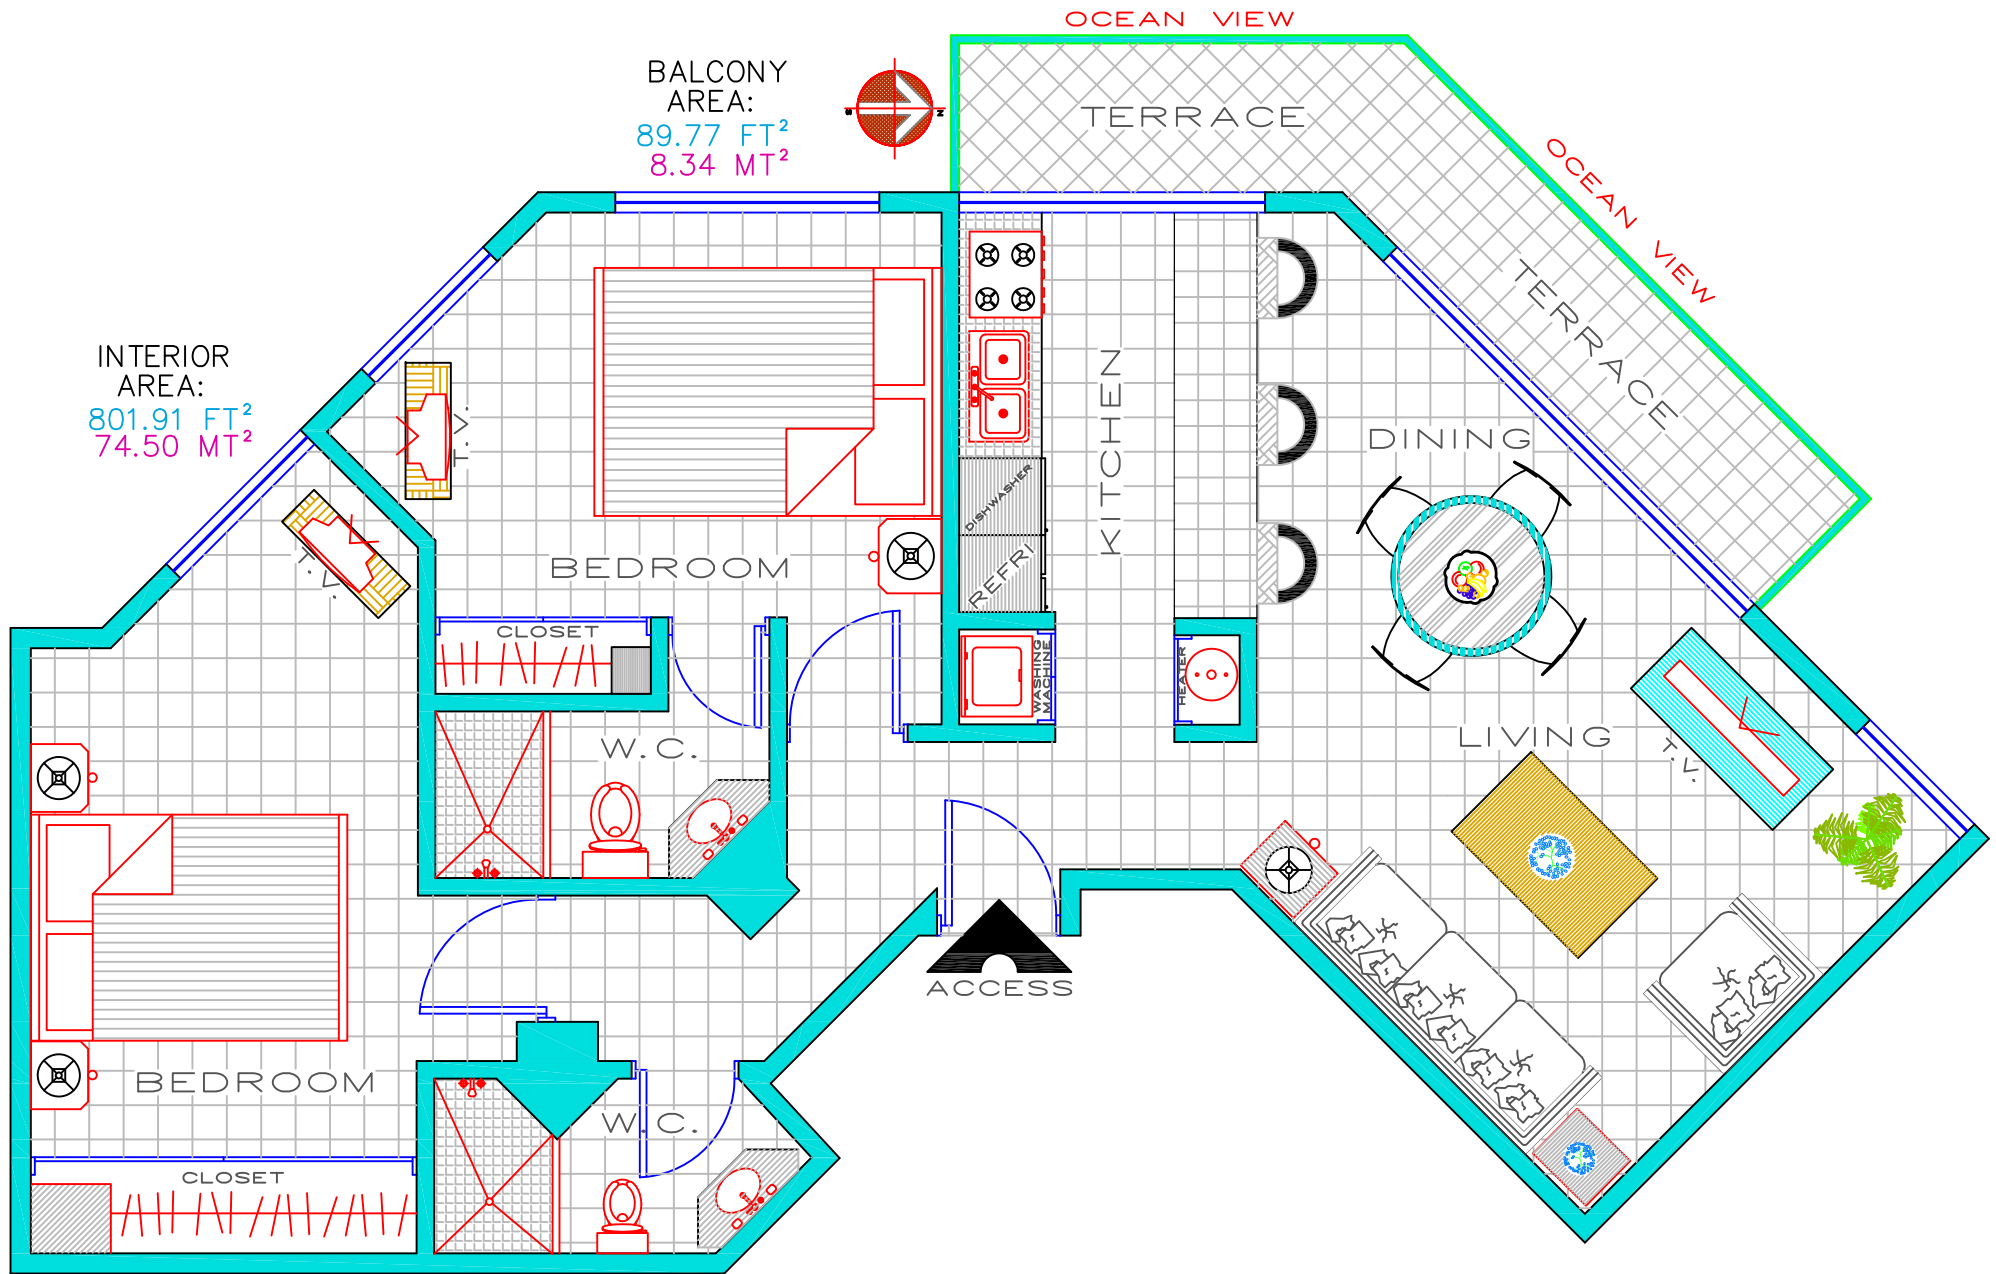 OCEAN VIEW
BALCONY
AREA:
89.77 FT²
8.34 MT²
S
N
TERRACE
OCEAN VIEW
TERRACE
INTERIOR
AREA:
801.91 FT²
74.50 MT²
T.V.
T.V.
KITCHEN
DINING
DISHWASHER
REFRI
BEDROOM
CLOSET
WASHING
MACHINE
HEATER
W.C.
LIVING
T.V.
ACCESS
BEDROOM
W.C.
CLOSET